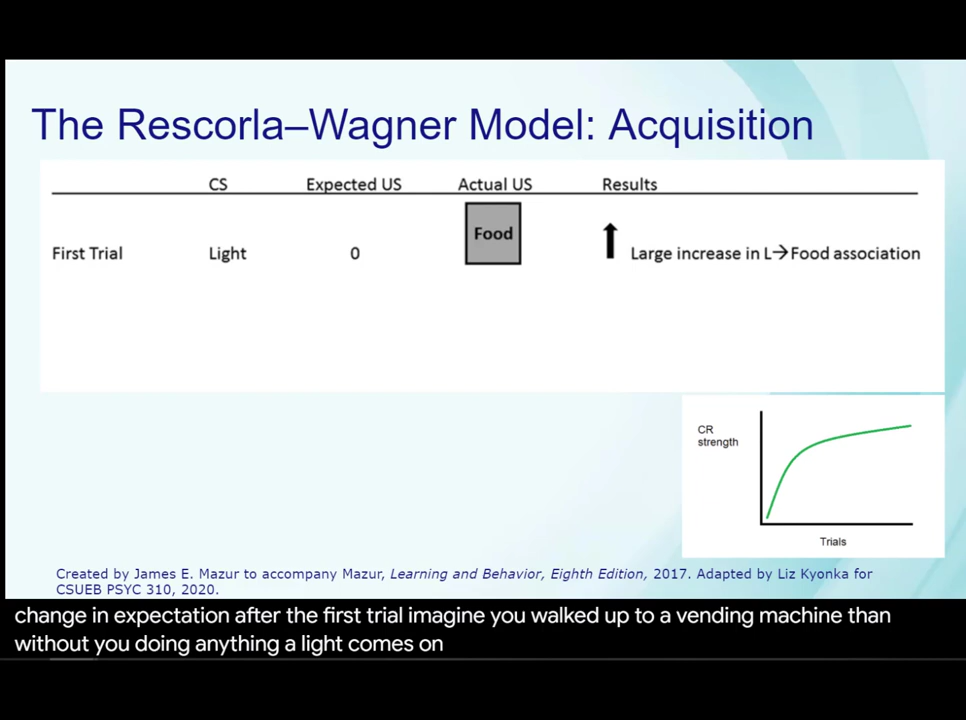 The Rescorla–Wagner Model: Acquisition
CS Expected US Actual US Results
First Trial Light 0 Food Large increase in L→Food association
CR
strength
Trials
Created by James E. Mazur to accompany Mazur, Learning and Behavior, Eighth Edition, 2017. Adapted by Liz Kyonka for
CSUEB PSYC 310, 2020.
change in expectation after the first trial imagine you walked up to a vending machine than
without you doing anything a light comes on